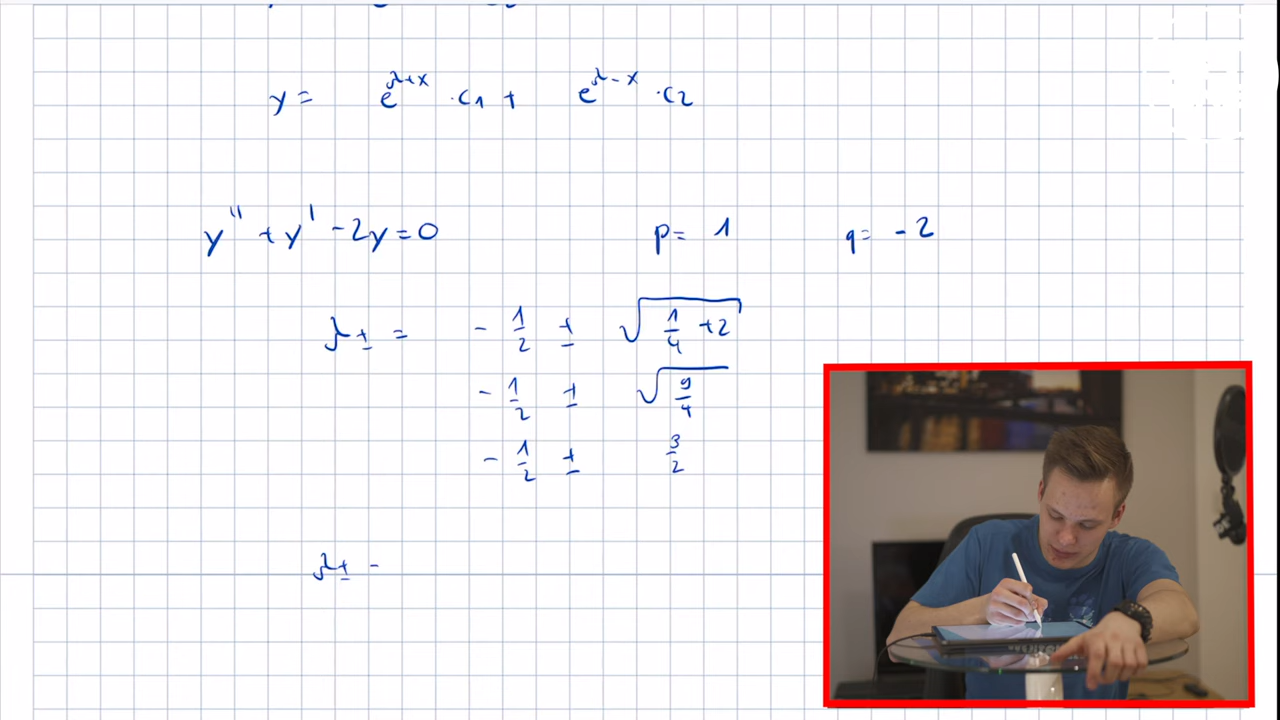 y = e^{λ+x} · c1 + e^{λ-x} · c2
y'' + y' - 2y = 0 p = 1 q = - 2
λ± = - 1/2 ± √(1/4 + 2)
- 1/2 ± √(9/4)
- 1/2 ± 3/2
λ± -